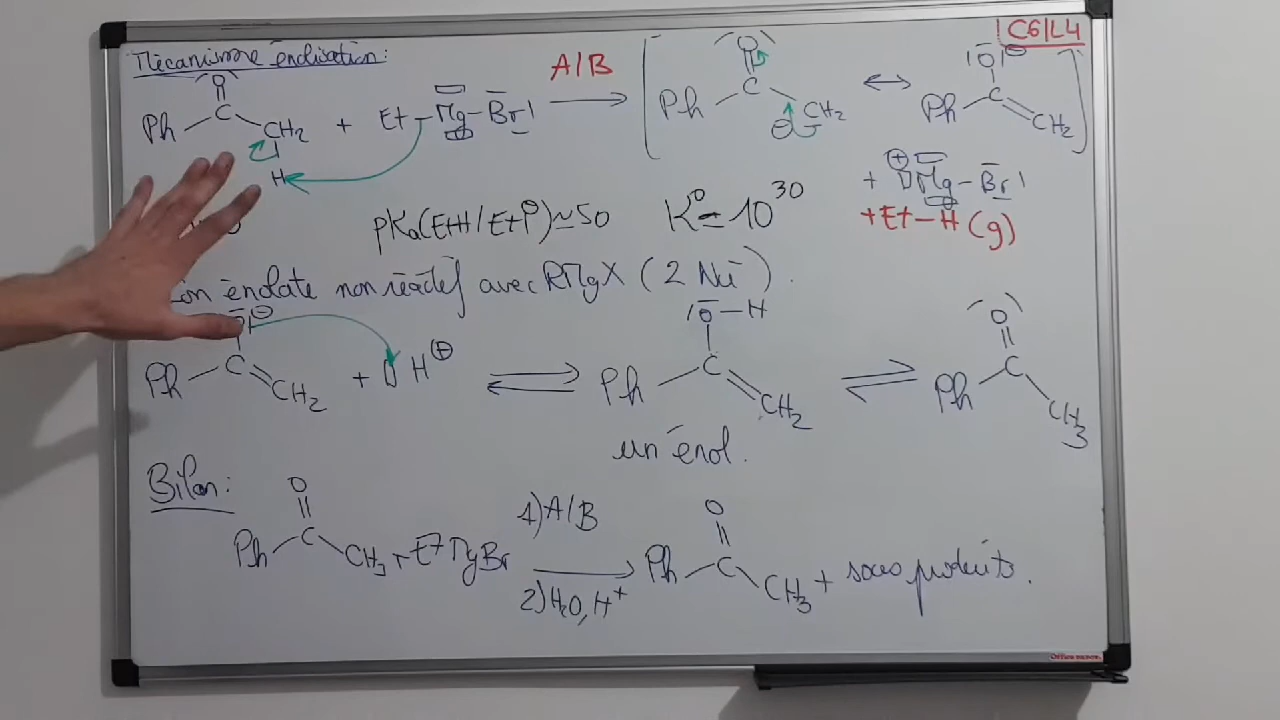 Mécanisme énolisation:
C6/L4
Ph C O CH2 H + Et-Mg-Br A/B [ Ph C O CH2 ⊖ ↔ Ph C O ⊖ CH2 ]
+ ⊕ Mg-Br
pKa(EtH/Et⊖)≃50 K°=10^30 +Et-H (g)
ion énolate non réactif avec RMgX (2 Nu).
Ph C O ⊖ CH2 + H⊕ ⇌ Ph C O-H CH2 ⇌ Ph C O CH3
un énol.
Bilan:
Ph C O CH3 + EtMgBr 1) A/B 2) H2O, H+ → Ph C O CH3 + sous produits.